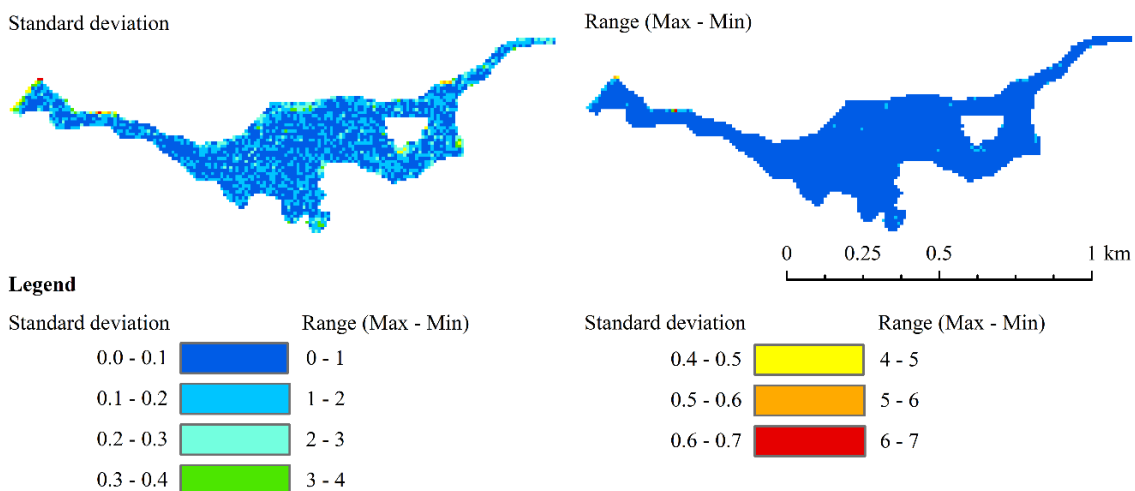 Standard deviation
Range (Max - Min)
0 0.25 0.5 1 km
Legend
Standard deviation Range (Max - Min)
0.0 - 0.1 0 - 1
0.1 - 0.2 1 - 2
0.2 - 0.3 2 - 3
0.3 - 0.4 3 - 4
Standard deviation Range (Max - Min)
0.4 - 0.5 4 - 5
0.5 - 0.6 5 - 6
0.6 - 0.7 6 - 7